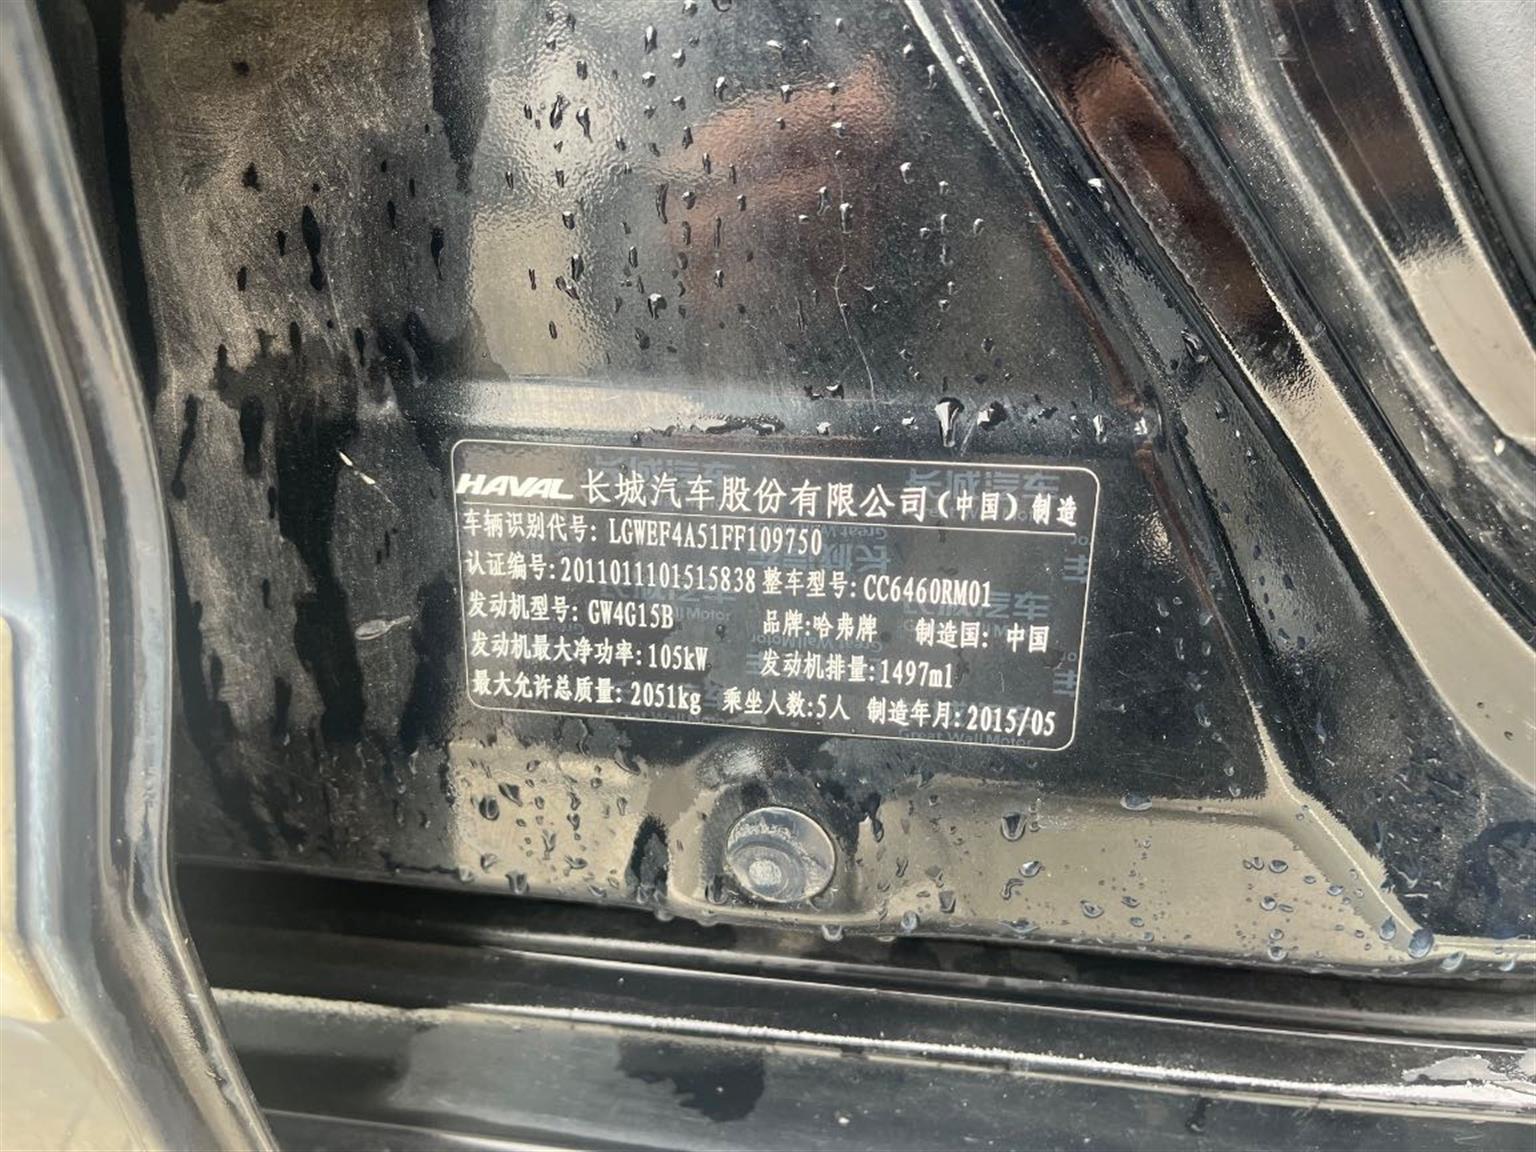 HAVAL 长城汽车股份有限公司(中国)制造
车辆识别代号: LGWEF4A51FF109750
认证编号:2011011101515838 整车型号:CC6460RM01
发动机型号: GW4G15B 品牌:哈弗牌 制造国: 中国
发动机最大净功率:105kW 发动机排量:1497ml
最大允许总质量: 2051kg 乘坐人数:5人 制造年月:2015/05